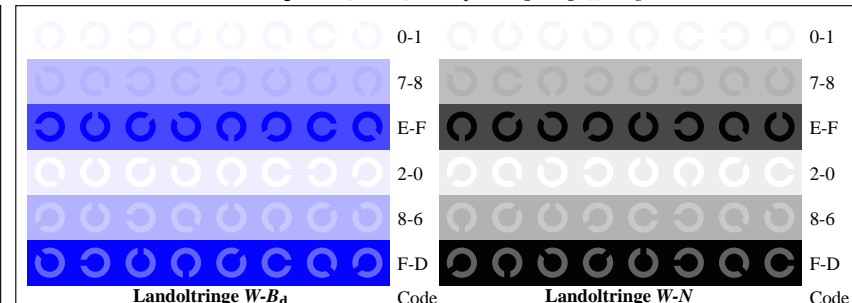 0-1 0-1
7-8 7-8
E-F E-F
2-0 2-0
8-6 8-6
F-D F-D
Landoltringe W-Bd Code Landoltringe W-N Code